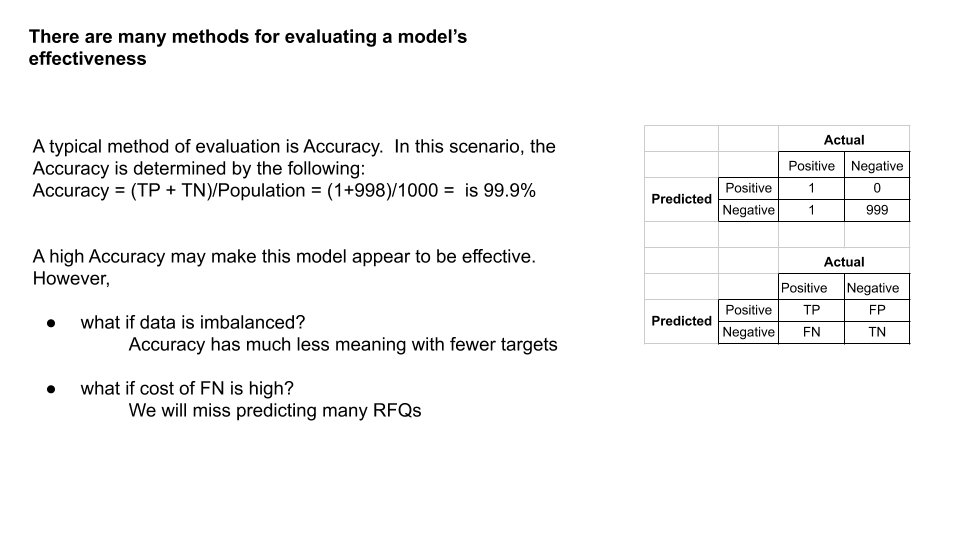 There are many methods for evaluating a model's
effectiveness
A typical method of evaluation is Accuracy.  In this scenario, the
Accuracy is determined by the following:
Accuracy = (TP + TN)/Population = (1+998)/1000 =  is 99.9%
A high Accuracy may make this model appear to be effective.
However,
● what if data is imbalanced?
Accuracy has much less meaning with fewer targets
● what if cost of FN is high?
We will miss predicting many RFQs
Actual
Positive Negative
Predicted Positive 1 0
Negative 1 999
Actual
Positive Negative
Predicted Positive TP FP
Negative FN TN